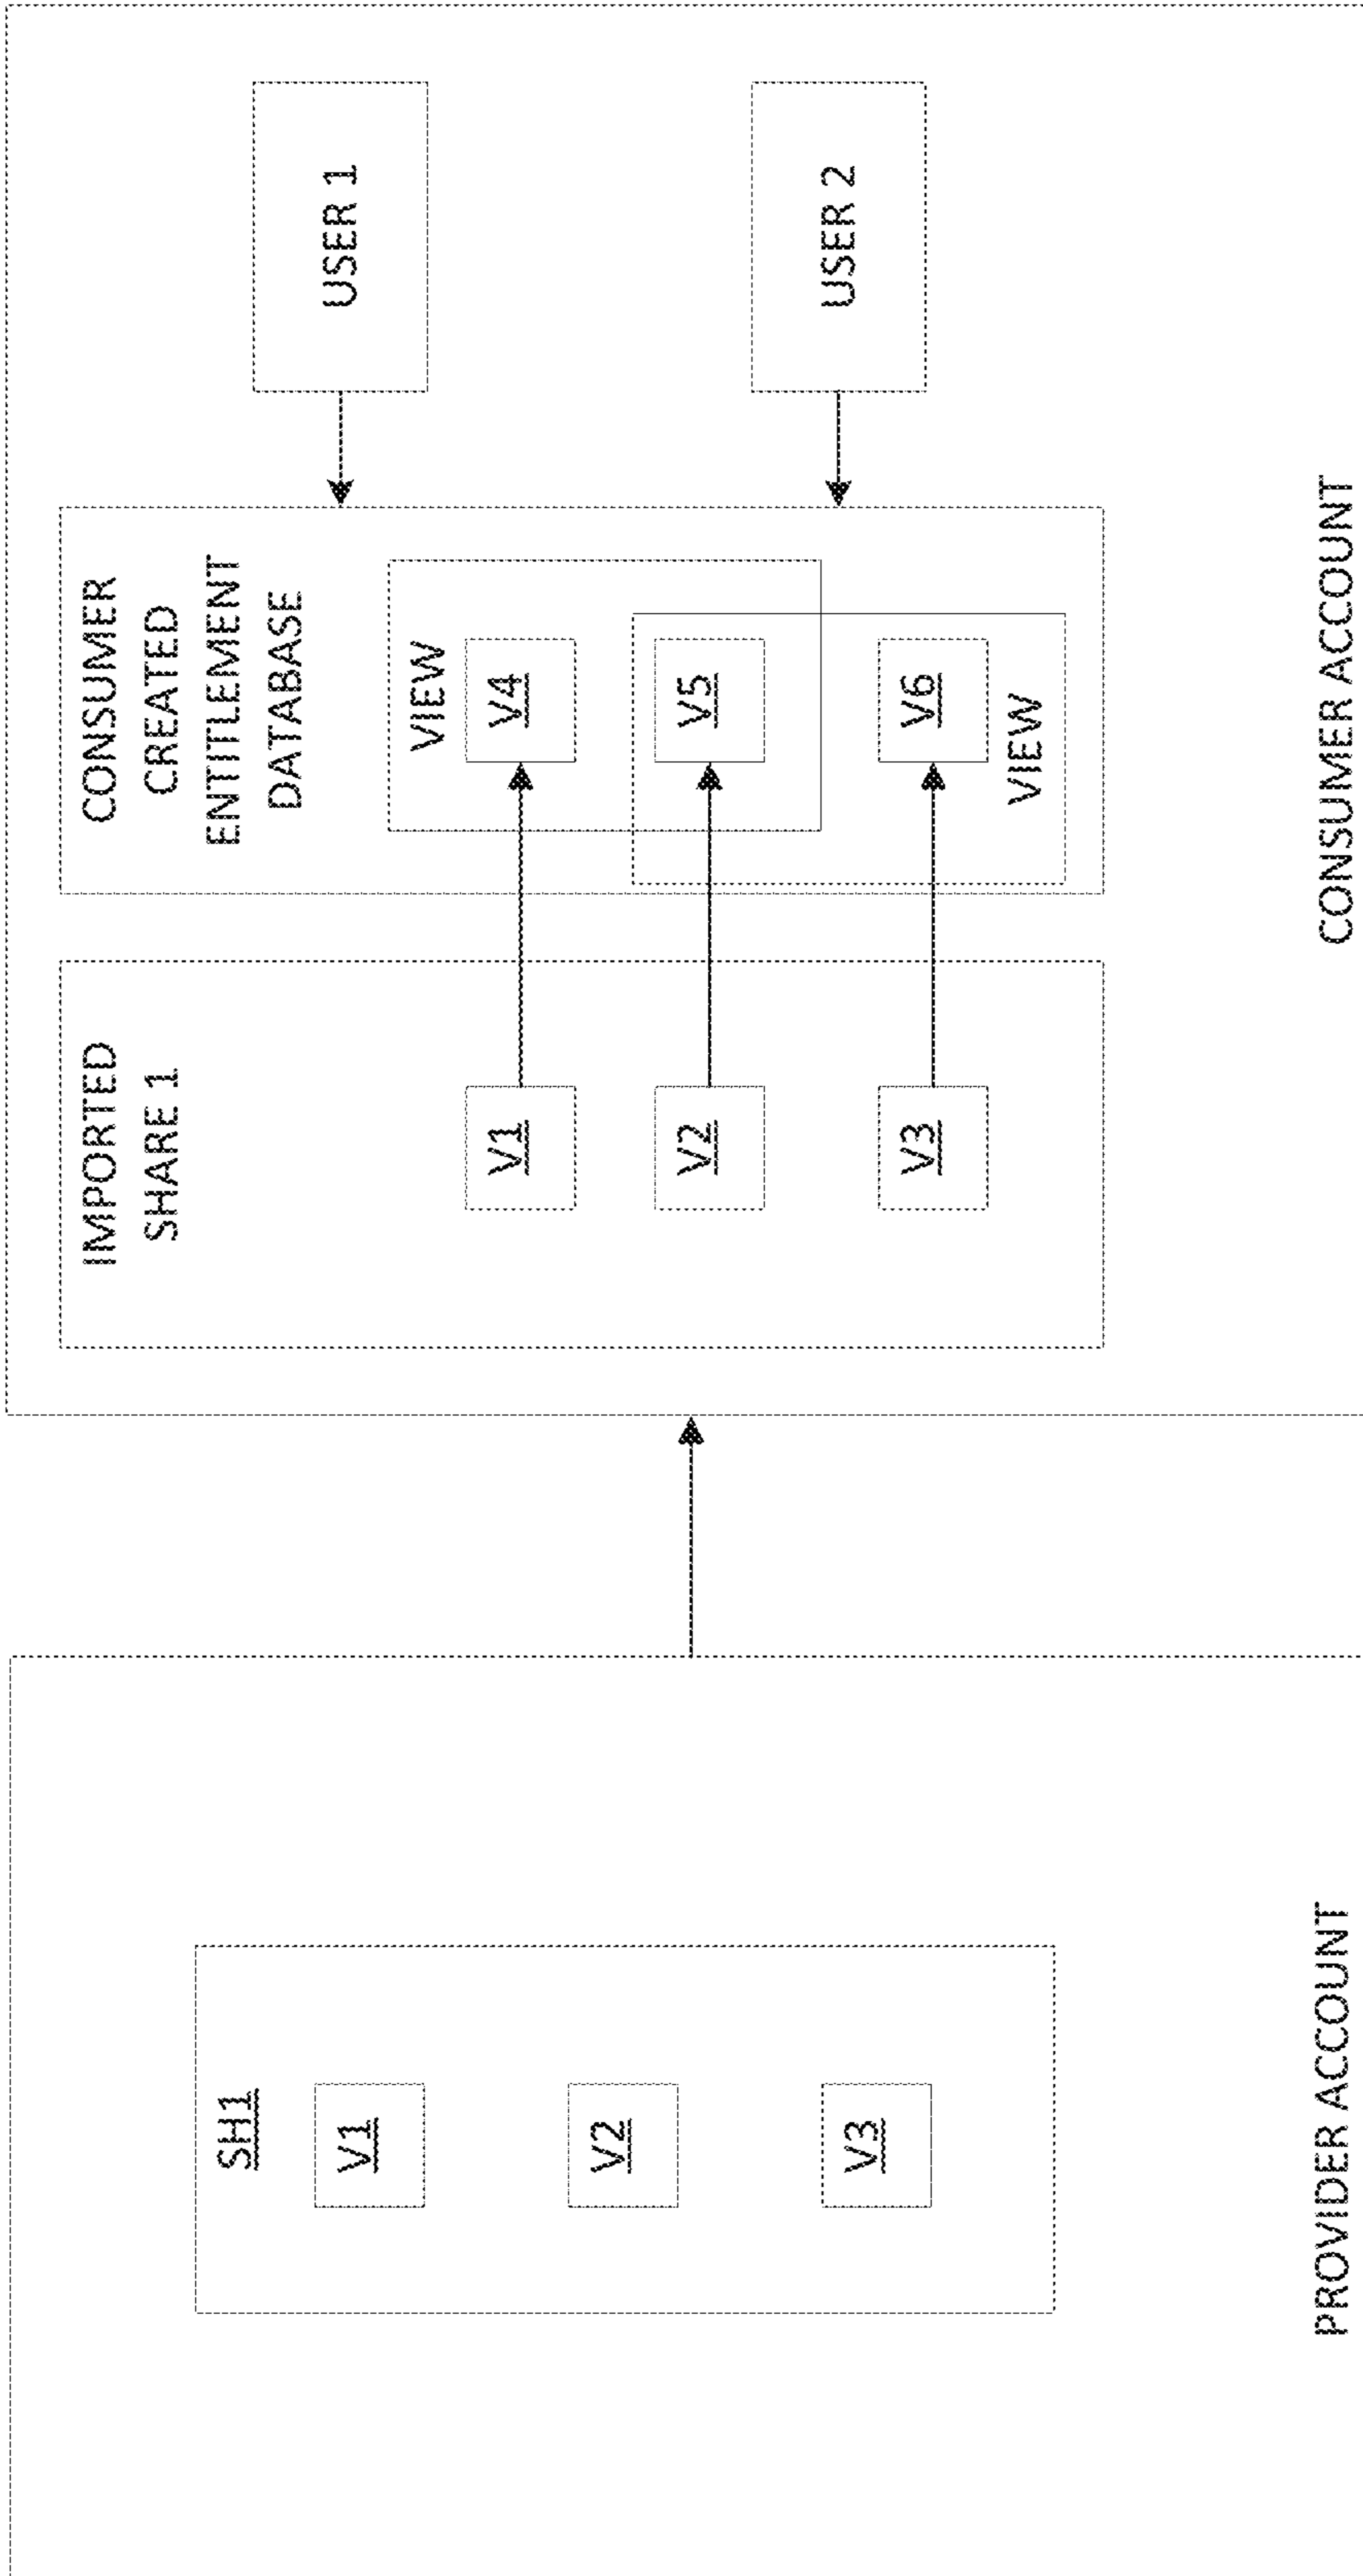 SH1
V1
V2
V3
PROVIDER ACCOUNT
IMPORTED
SHARE 1
V1
V2
V3
CONSUMER
CREATED
ENTITLEMENT
DATABASE
VIEW
V4
V5
V6
VIEW
USER 1
USER 2
CONSUMER ACCOUNT